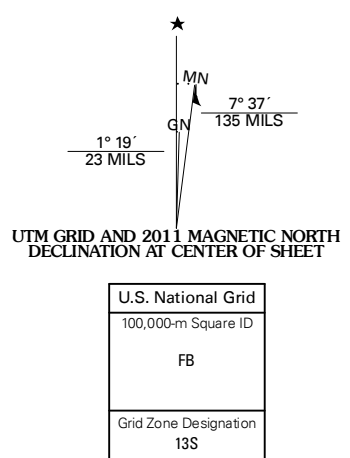 MN
7° 37´
135 MILS
GN
1° 19´
23 MILS
UTM GRID AND 2011 MAGNETIC NORTH
DECLINATION AT CENTER OF SHEET
U.S. National Grid
100,000-m Square ID
FB
Grid Zone Designation
13S